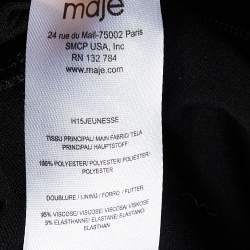 maje
24 rue du Mail-75002 Paris
SMCP USA, Inc
RN 132 784
www.maje.com
H15JEUNESSE
TISSU PRINCIPAL/ MAIN FABRIC/ TELA
PRINCIPAL/ HAUPTSTOFF:
100% POLYESTER/ POLYESTER/ POLIESTER/
POLYESTER
DOUBLURE / LINING / FORRO / FUTTER:
95% VISCOSE/ VISCOSE/ VISCOSA/ VISKOSE
5% ELASTHANNE/ ELASTANE/ ELASTANO/
ELASTHAN